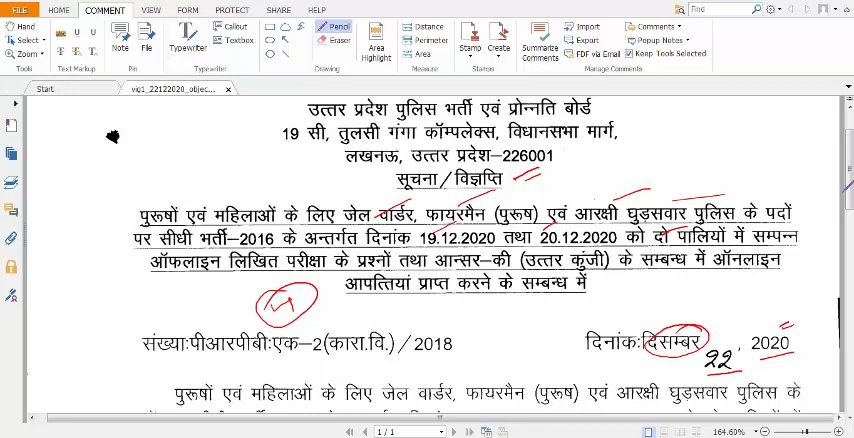 FILE HOME COMMENT VIEW FORM PROTECT SHARE HELP Find
Hand Note File Typewriter Callout Pencil Area Highlight Distance Stamp Create Summarize Comments Import Comments
Select Textbox Eraser Perimeter Export Popup Notes
Zoom Area FDF via Email Keep Tools Selected
Tools Text Markup Pin Typewriter Drawing Measure Stamps Manage Comments
Start vig1_22122020_objec...
उत्तर प्रदेश पुलिस भर्ती एवं प्रोन्नति बोर्ड
19 सी, तुलसी गंगा कॉम्पलेक्स, विधानसभा मार्ग,
लखनऊ, उत्तर प्रदेश–226001
सूचना/विज्ञप्ति
पुरूषों एवं महिलाओं के लिए जेल वार्डर, फायरमैन (पुरूष) एवं आरक्षी घुड़सवार पुलिस के पदों
पर सीधी भर्ती–2016 के अन्तर्गत दिनांक 19.12.2020 तथा 20.12.2020 को दो पालियों में सम्पन्न
ऑफलाइन लिखित परीक्षा के प्रश्नों तथा आन्सर-की (उत्तर कुंजी) के सम्बन्ध में ऑनलाइन
आपत्तियां प्राप्त करने के सम्बन्ध में
संख्याःपीआरपीबीःएक–2(कारा.वि.)/2018 दिनांकःदिसम्बर 22, 2020
पुरूषों एवं महिलाओं के लिए जेल वार्डर, फायरमैन (पुरूष) एवं आरक्षी घुड़सवार पुलिस के
1 / 1 164.60%